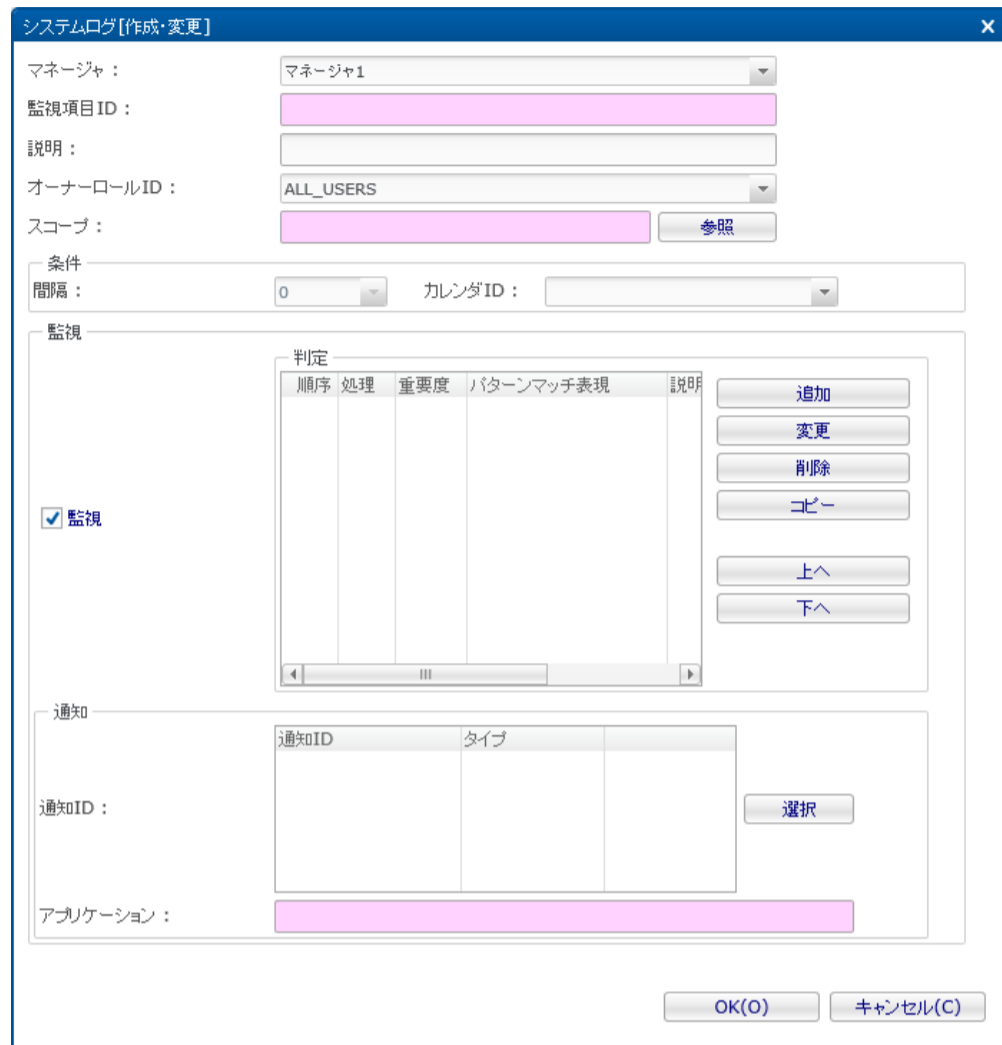 システムログ[作成・変更]
マネージャ: マネージャ1
監視項目ID:
説明:
オーナーロールID: ALL_USERS
スコープ: 参照
条件
間隔: 0 カレンダID:
監視
判定
順序 処理 重要度 パターンマッチ表現 説明
追加
変更
削除
コピー
監視
上へ
下へ
通知
通知ID タイプ
通知ID: 選択
アプリケーション:
OK(O) キャンセル(C)